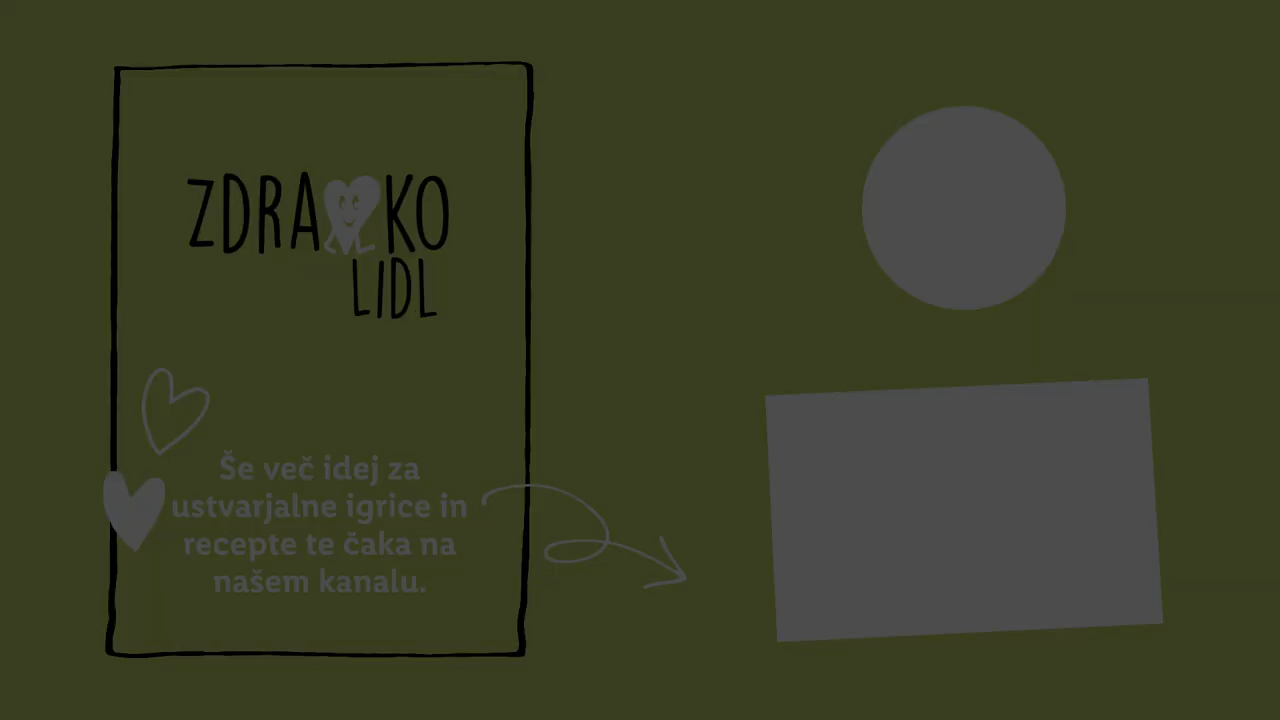 ZDRAVKO
LIDL
Še več idej za
ustvarjalne igrice in
recepte te čaka na
našem kanalu.